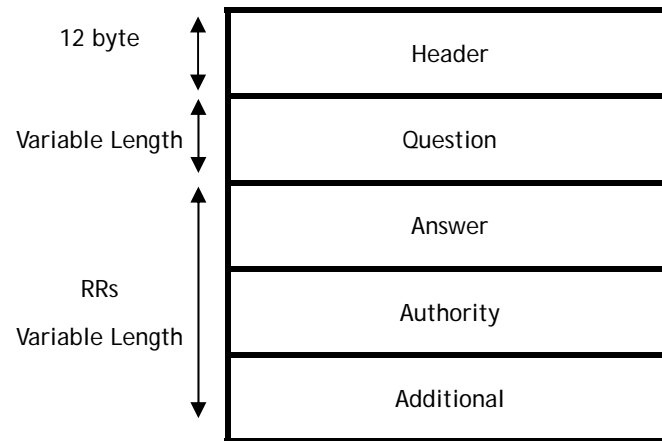 12 byte
Header
Variable Length
Question
Answer
RRs
Variable Length
Authority
Additional